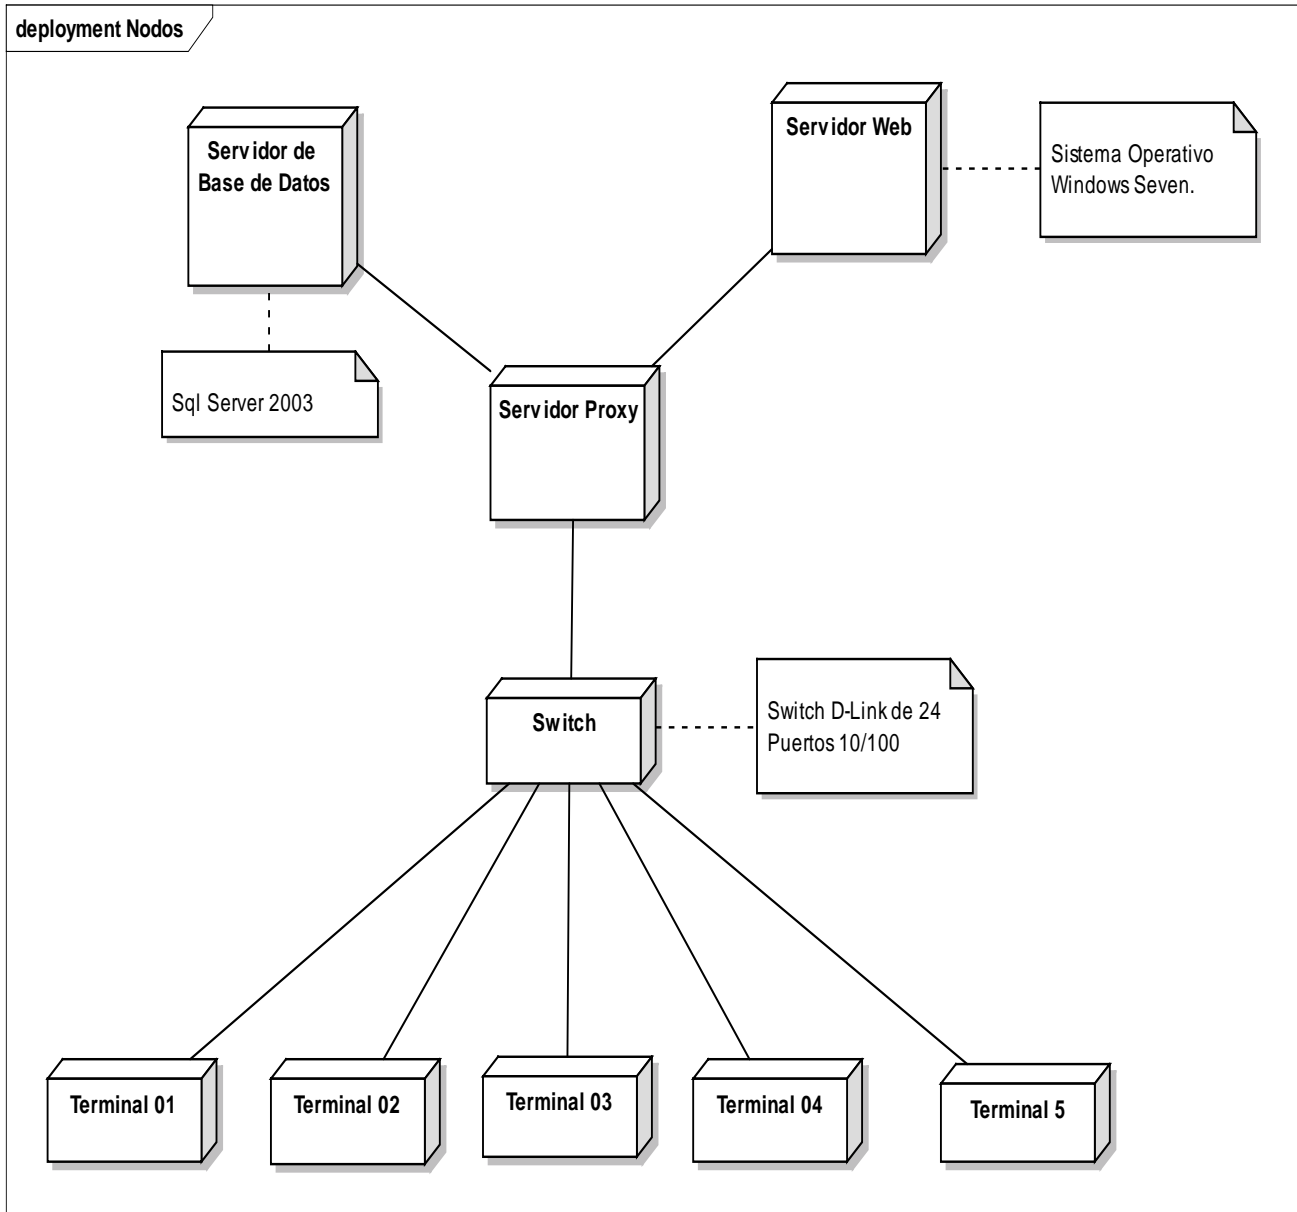 deployment Nodos
Servidor de
Base de Datos
Servidor Web
Sistema Operativo
Windows Seven.
Sql Server 2003
Servidor Proxy
Switch
Switch D-Link de 24
Puertos 10/100
Terminal 01
Terminal 02
Terminal 03
Terminal 04
Terminal 5